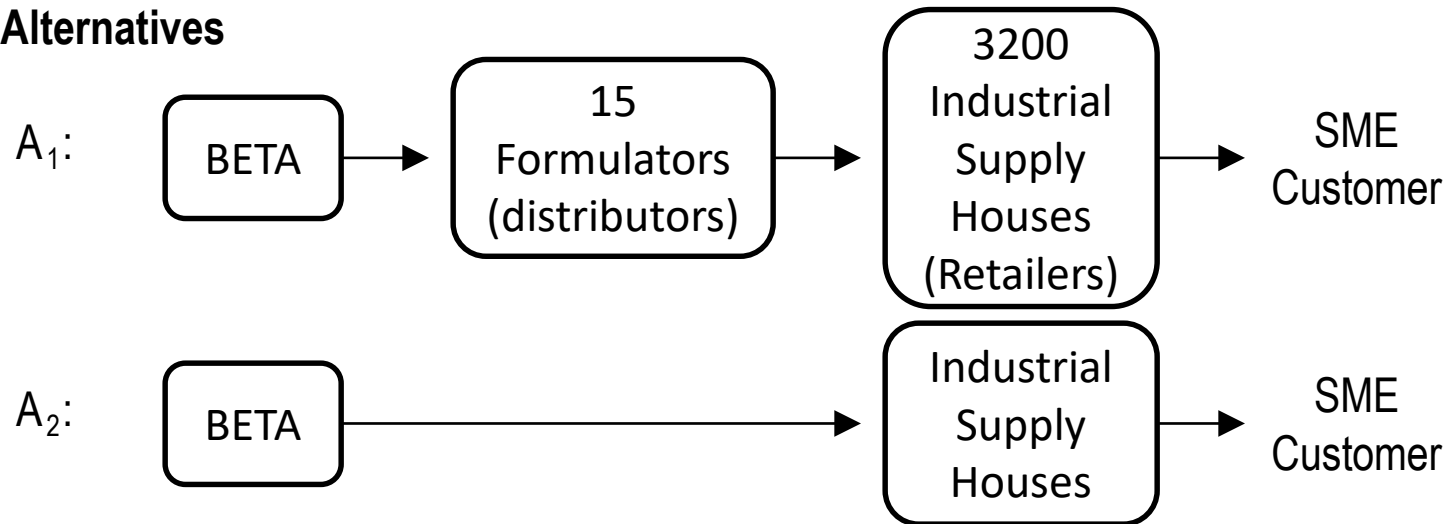 Alternatives
A₁:
BETA
15
Formulators
(distributors)
3200
Industrial
Supply
Houses
(Retailers)
SME
Customer
A₂:
BETA
Industrial
Supply
Houses
SME
Customer